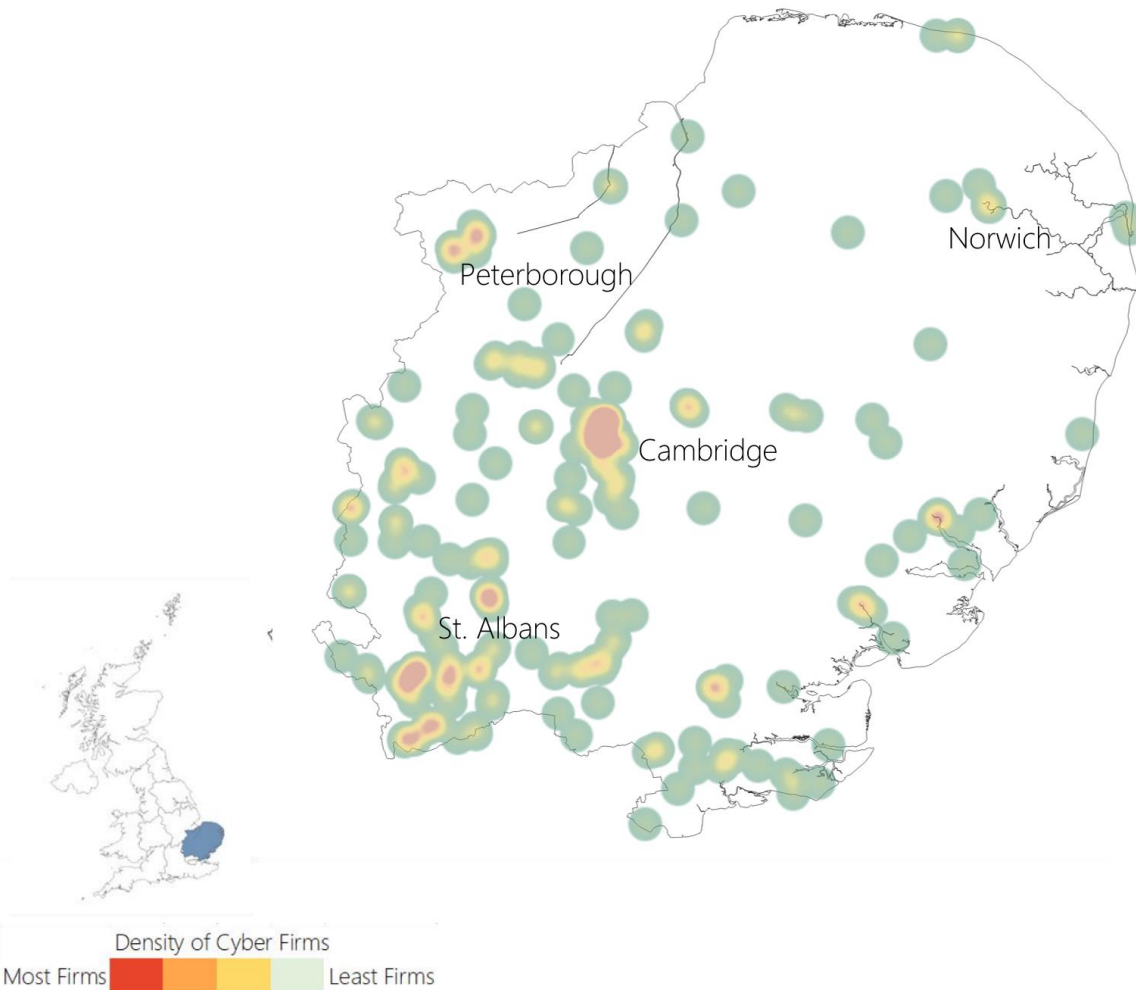 Norwich
Peterborough
Cambridge
St. Albans
Density of Cyber Firms
Most Firms
Least Firms